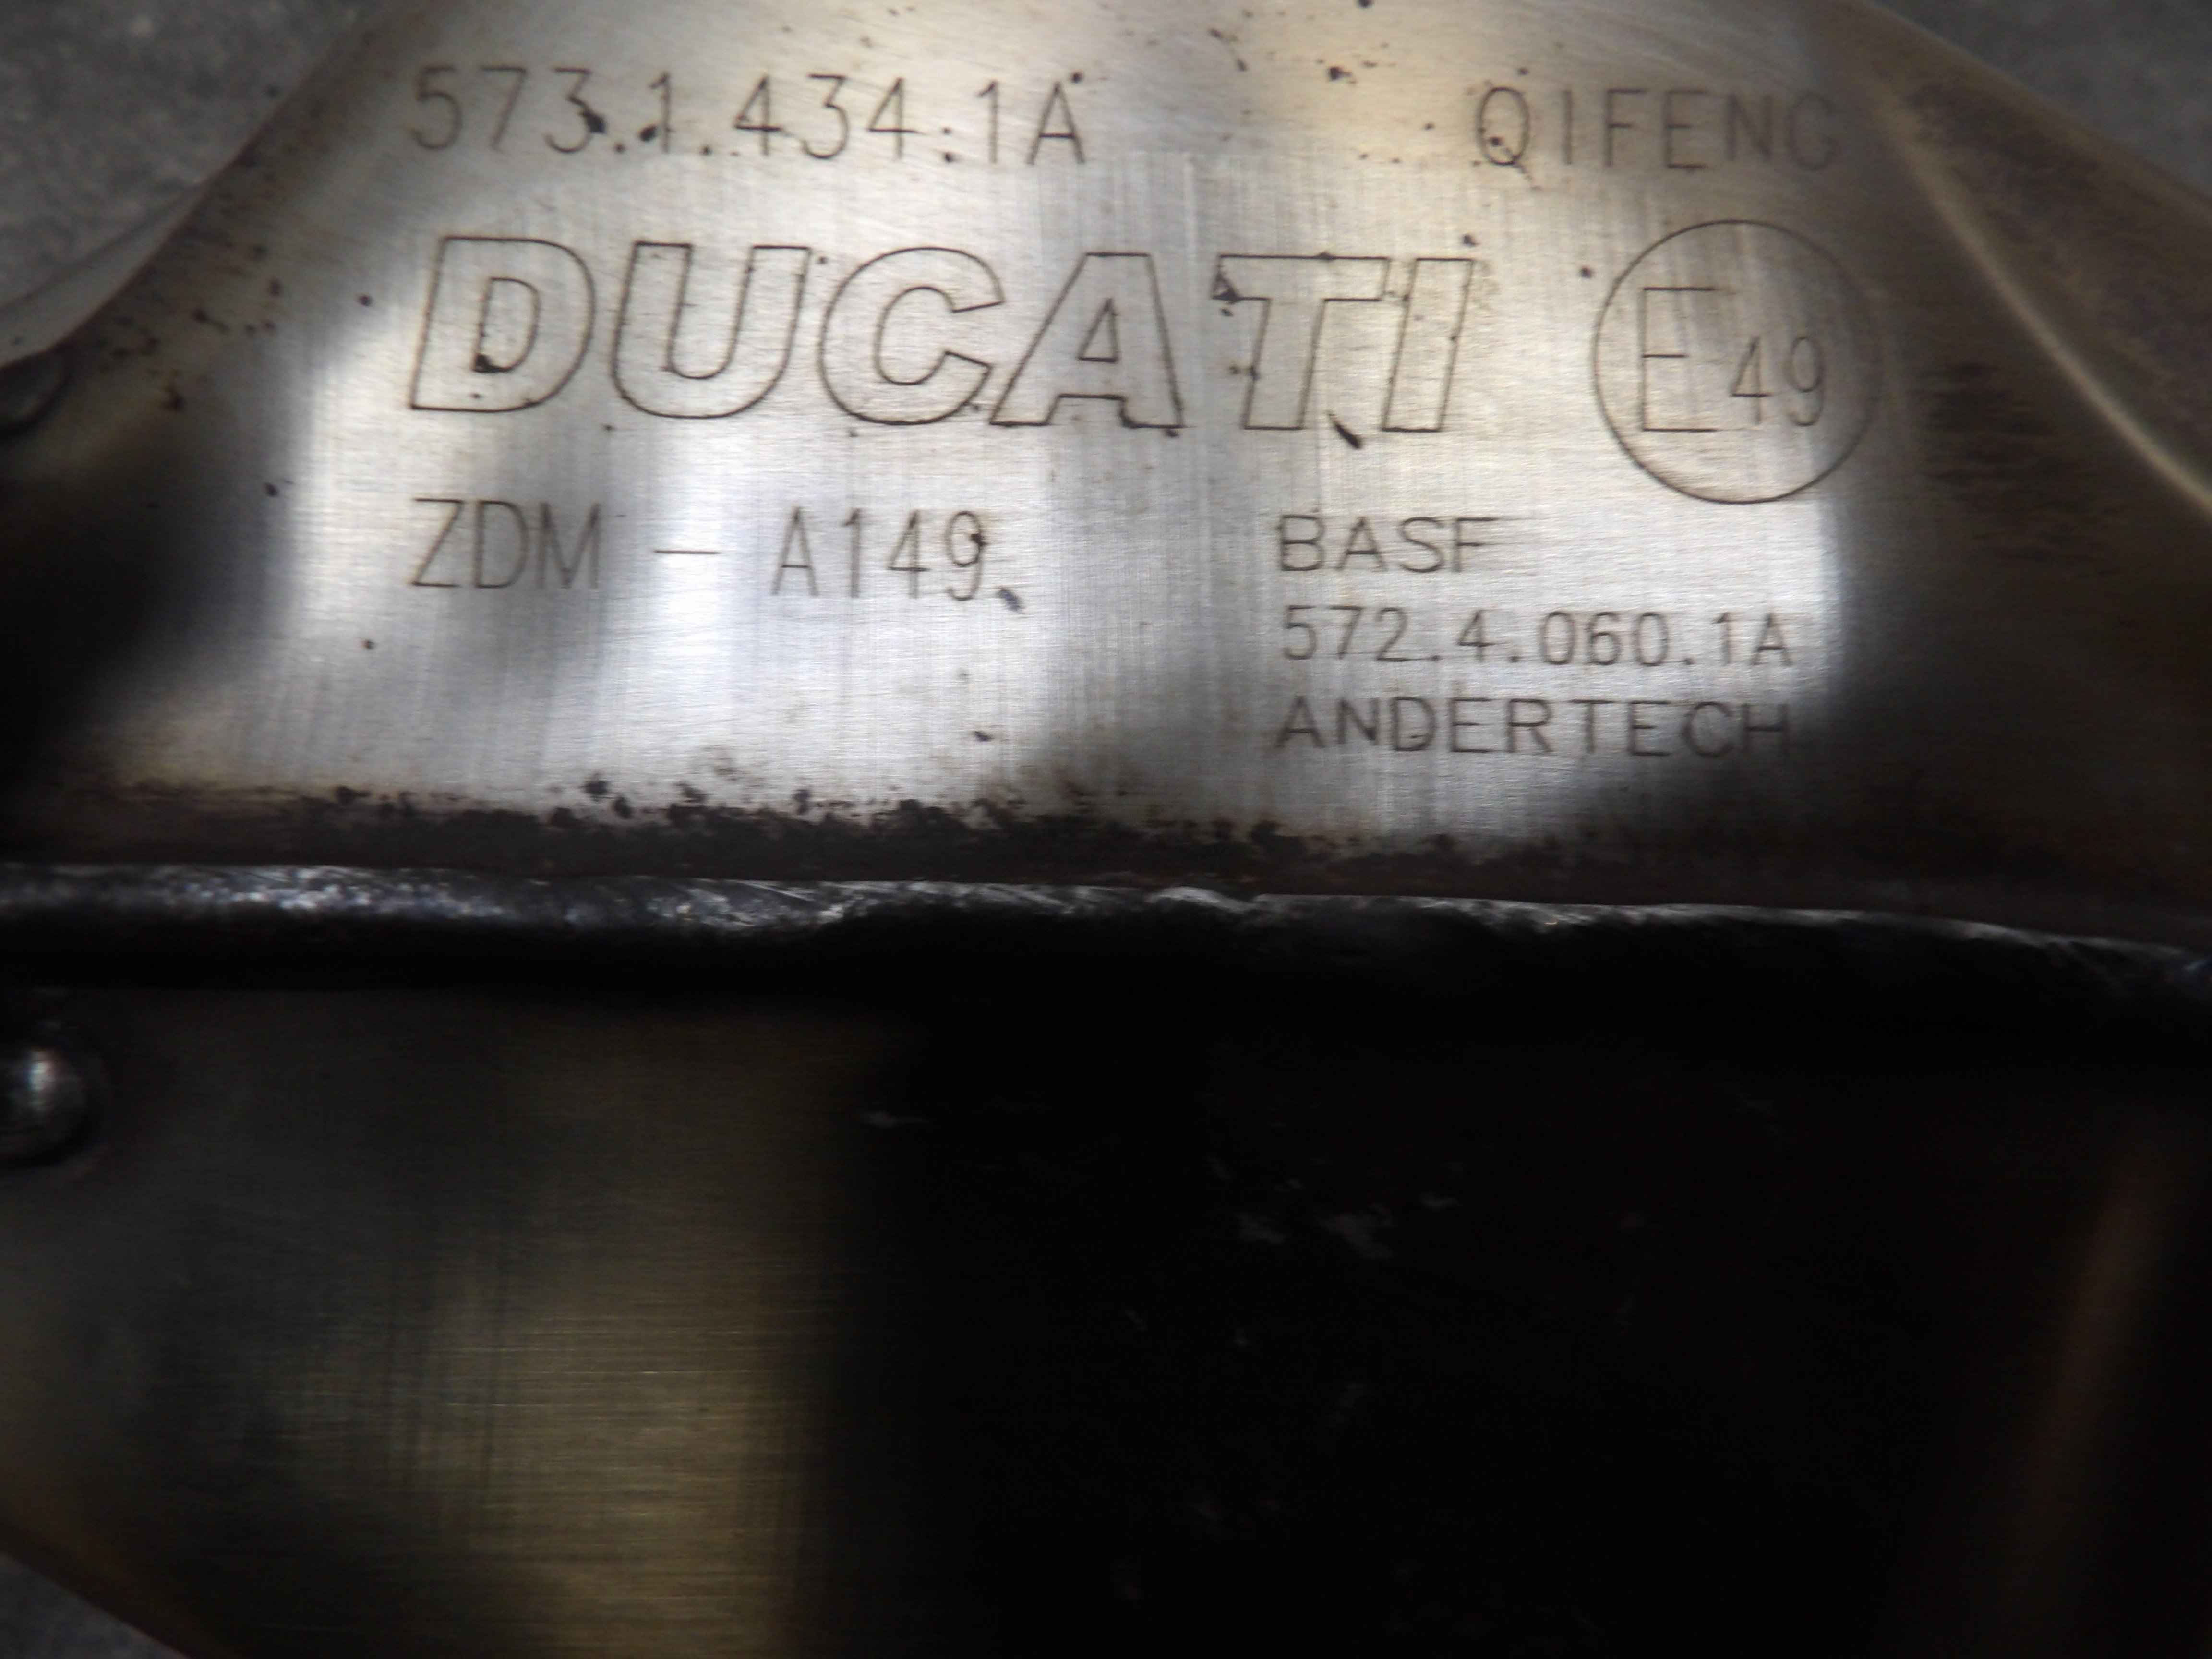 573.1.434.1A QIFENG
DUCATI E 49
ZDM - A149 BASF
572.4.060.1A
ANDERTECH